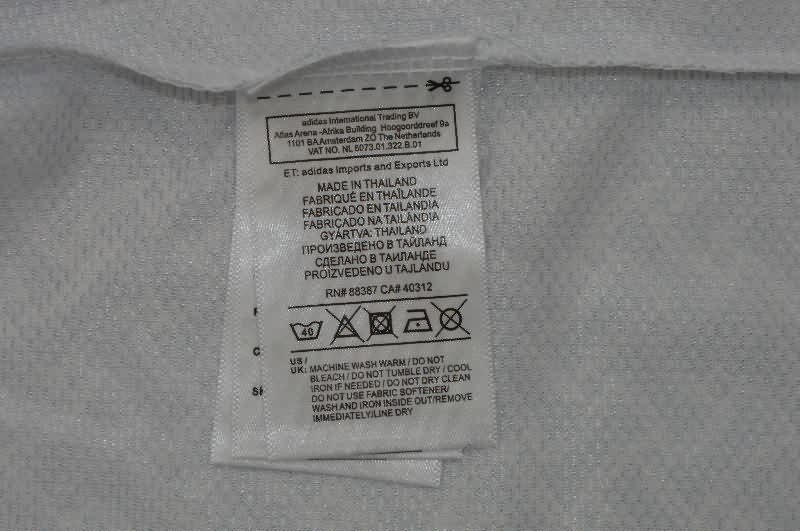 adidas International Trading BV
Atlas Arena -Afrika Building Hoogoorddreef 9a
1101 BA Amsterdam ZO The Netherlands
VAT NO. NL 8073.01.322.B.01
ET: adidas Imports and Exports Ltd
MADE IN THAILAND
FABRIQUÉ EN THAÏLANDE
FABRICADO EN TAILANDIA
FABRICADO NA TAILÂNDIA
GYÁRTVA: THAILAND
ПРОИЗВЕДЕНО В ТАЙЛАНД
СДЕЛАНО В ТАИЛАНДЕ
PROIZVEDENO U TAJLANDU
RN# 88387 CA# 40312
40
US /
UK: MACHINE WASH WARM / DO NOT
BLEACH / DO NOT TUMBLE DRY / COOL
IRON IF NEEDED / DO NOT DRY CLEAN
DO NOT USE FABRIC SOFTENER/
WASH AND IRON INSIDE OUT/REMOVE
IMMEDIATELY/LINE DRY